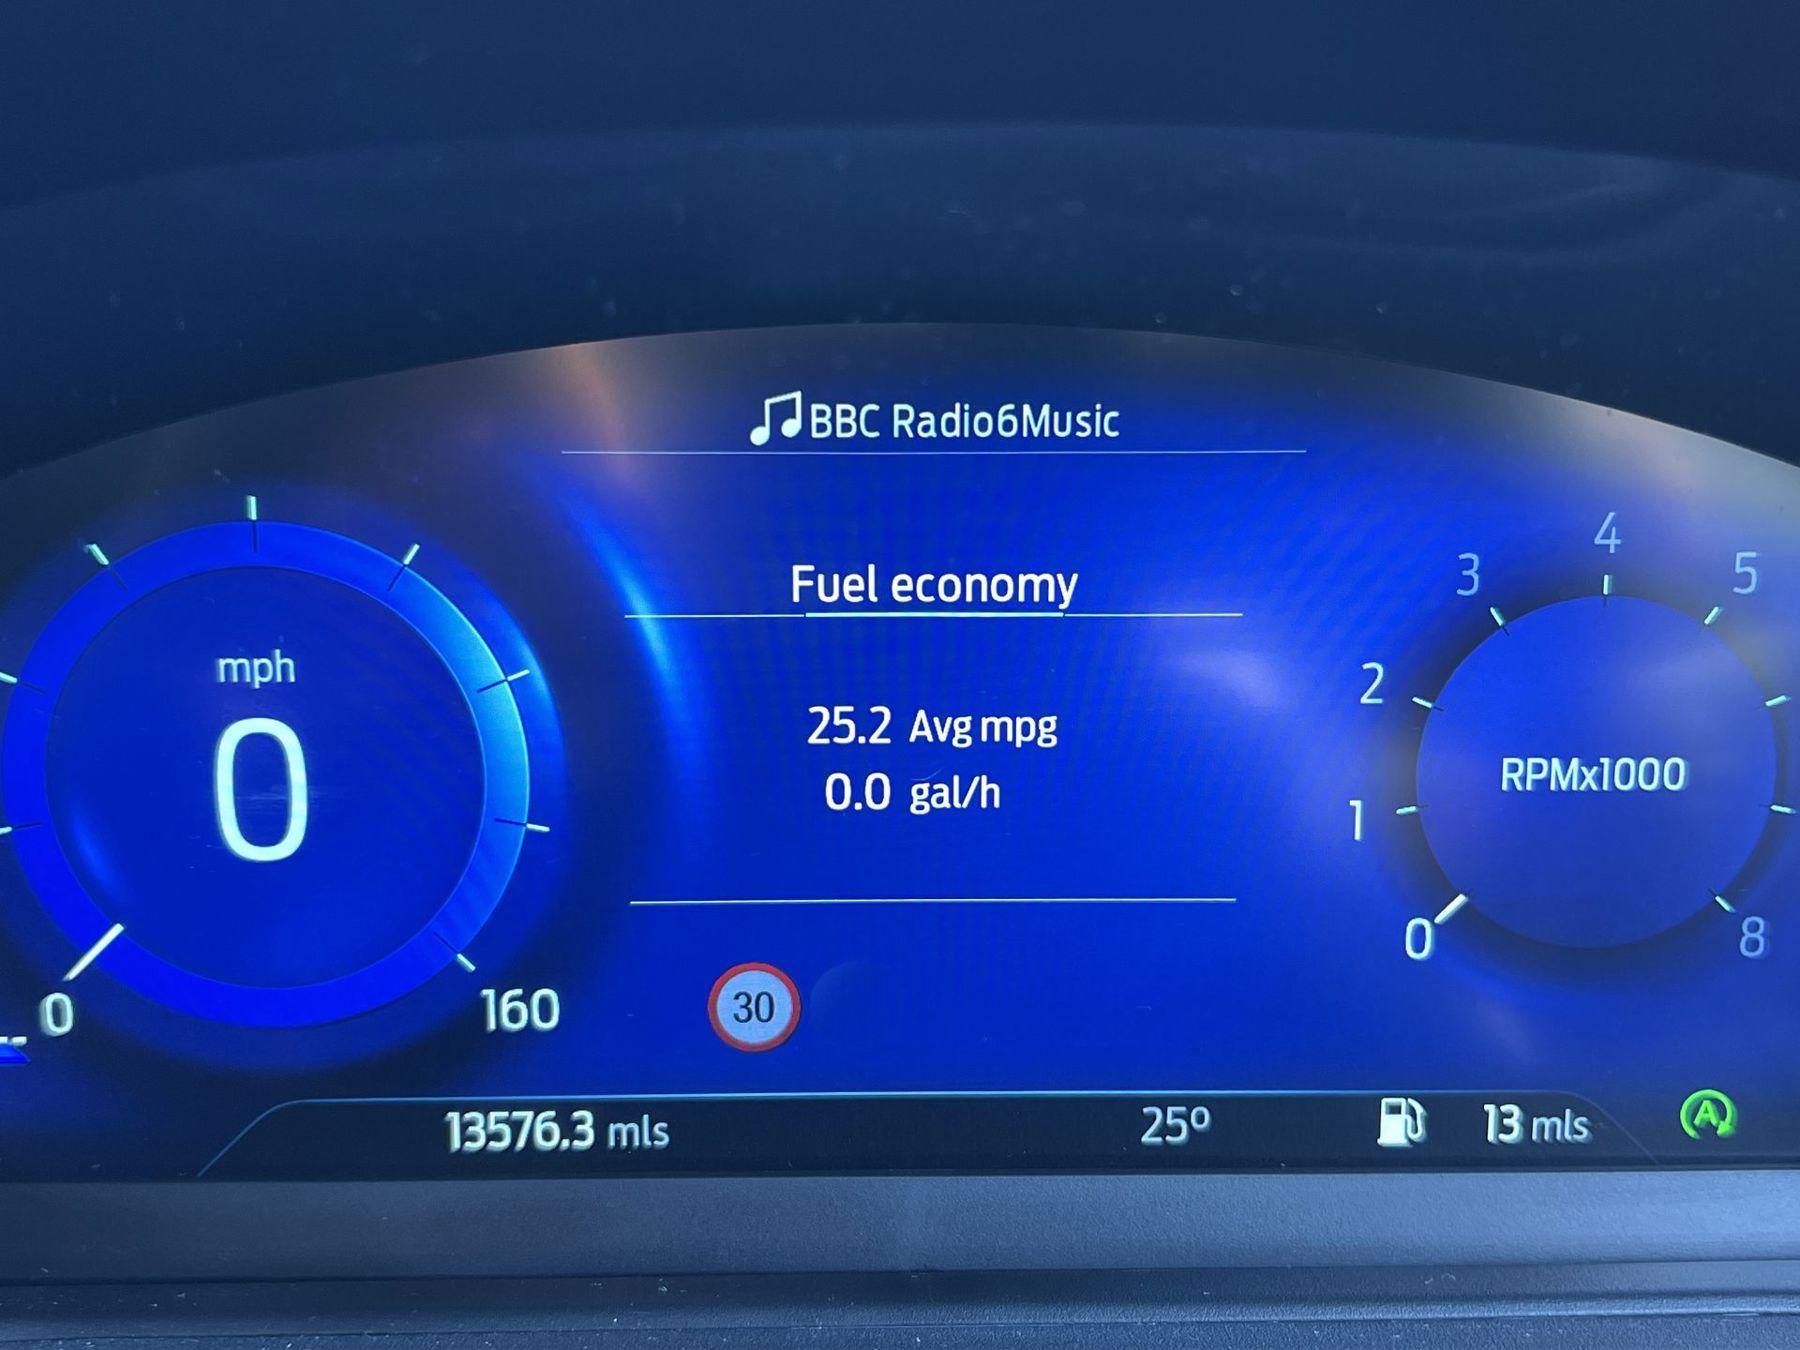 BBC Radio6Music
Fuel economy
25.2 Avg mpg
0.0 gal/h
mph
0
0
160
30
RPMx1000
0
1
2
3
4
5
8
13576.3 mls
25º
13 mls
A